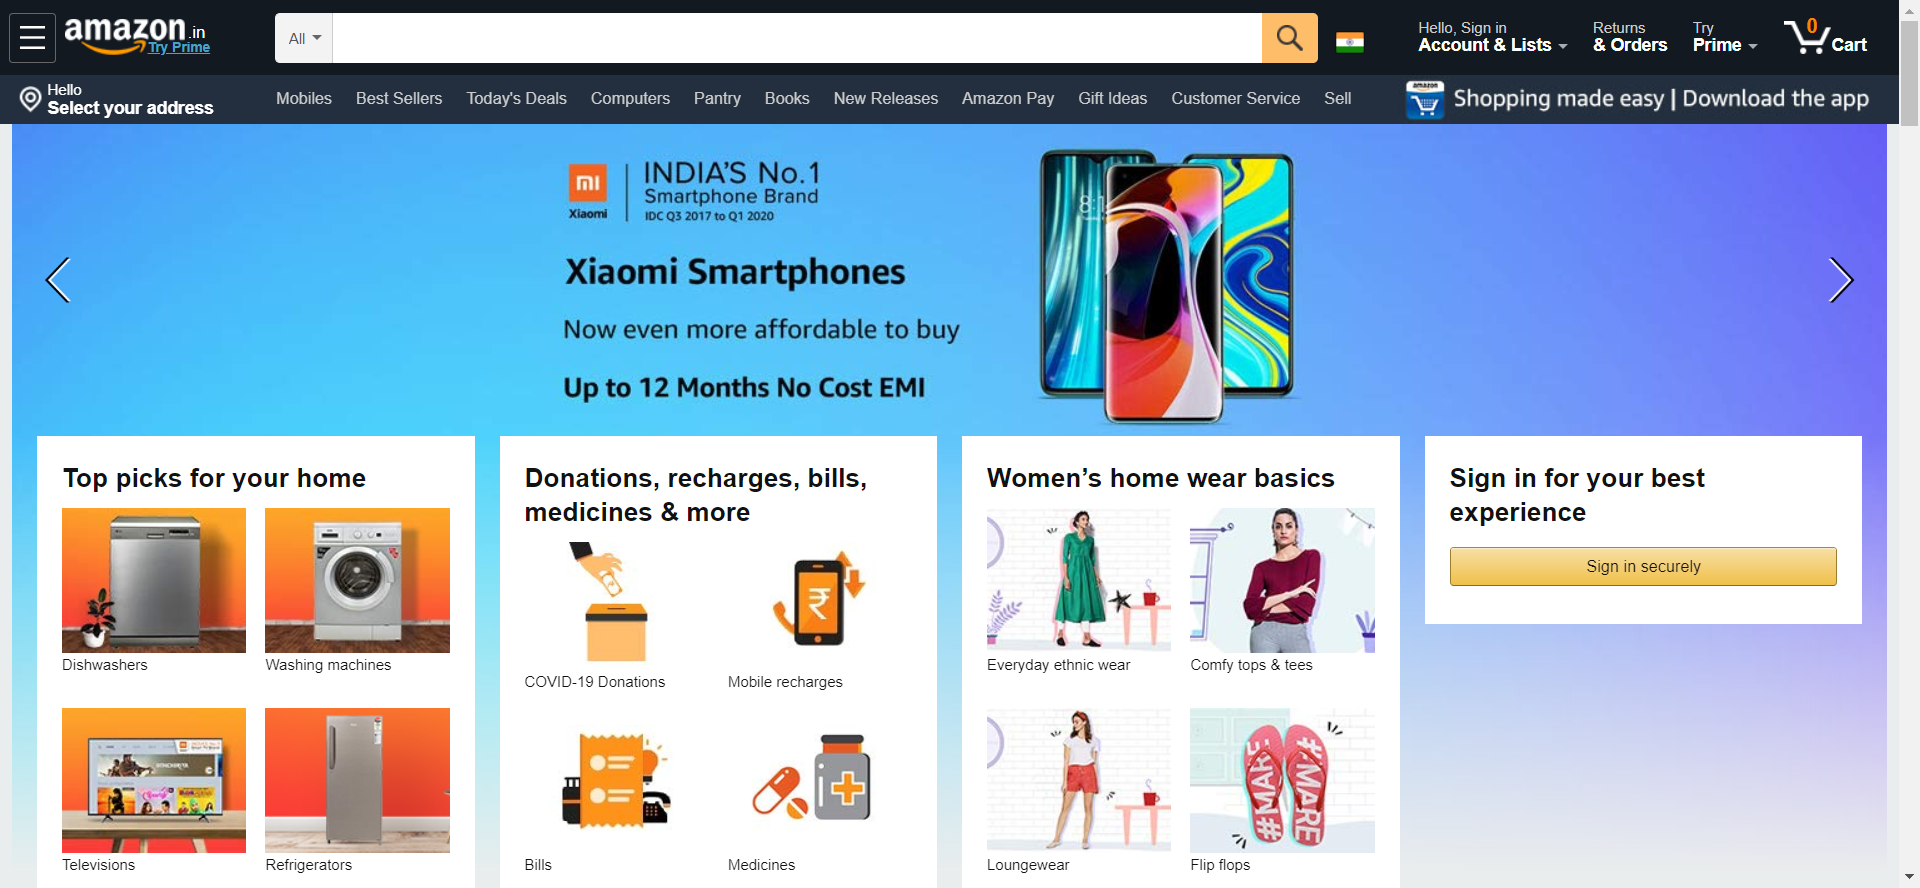 amazon.in
Try Prime
All
Hello, Sign in
Account & Lists
Returns
& Orders
Try
Prime
0
Cart
Hello
Select your address
Mobiles
Best Sellers
Today's Deals
Computers
Pantry
Books
New Releases
Amazon Pay
Gift Ideas
Customer Service
Sell
amazon
Shopping made easy | Download the app
mi
Xiaomi
INDIA'S No.1
Smartphone Brand
IDC Q3 2017 to Q1 2020
Xiaomi Smartphones
Now even more affordable to buy
Up to 12 Months No Cost EMI
Top picks for your home
Dishwashers
Washing machines
Televisions
Refrigerators
Donations, recharges, bills,
medicines & more
COVID-19 Donations
Mobile recharges
₹
Bills
Medicines
Women's home wear basics
Everyday ethnic wear
Comfy tops & tees
Loungewear
#MARE
#MARE
Flip flops
Sign in for your best
experience
Sign in securely